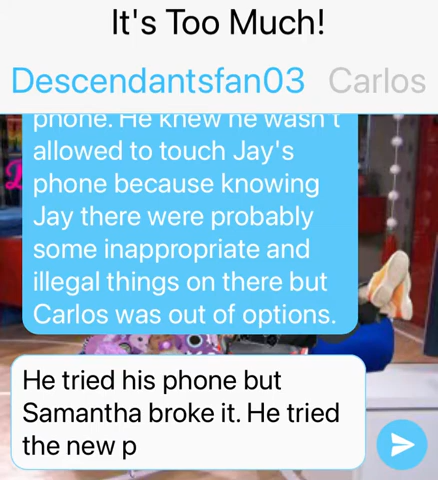 It's Too Much!
Descendantsfan03 Carlos
phone. He knew he wasn't
allowed to touch Jay's
phone because knowing
Jay there were probably
some inappropriate and
illegal things on there but
Carlos was out of options.
He tried his phone but
Samantha broke it. He tried
the new p